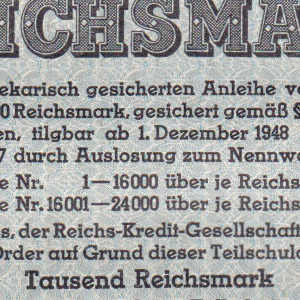 ICHSMA
ekarisch gesicherten Anleihe v
0 Reichsmark, gesichert gemäß §
en, tilgbar ab 1. Dezember 1948
7 durch Auslosung zum Nennw
e Nr. 1—16000 über je Reichs
e Nr. 16001—24000 über je Reichs
s, der Reichs-Kredit-Gesellschaft
Order auf Grund dieser Teilschuld
Tausend Reichsmark